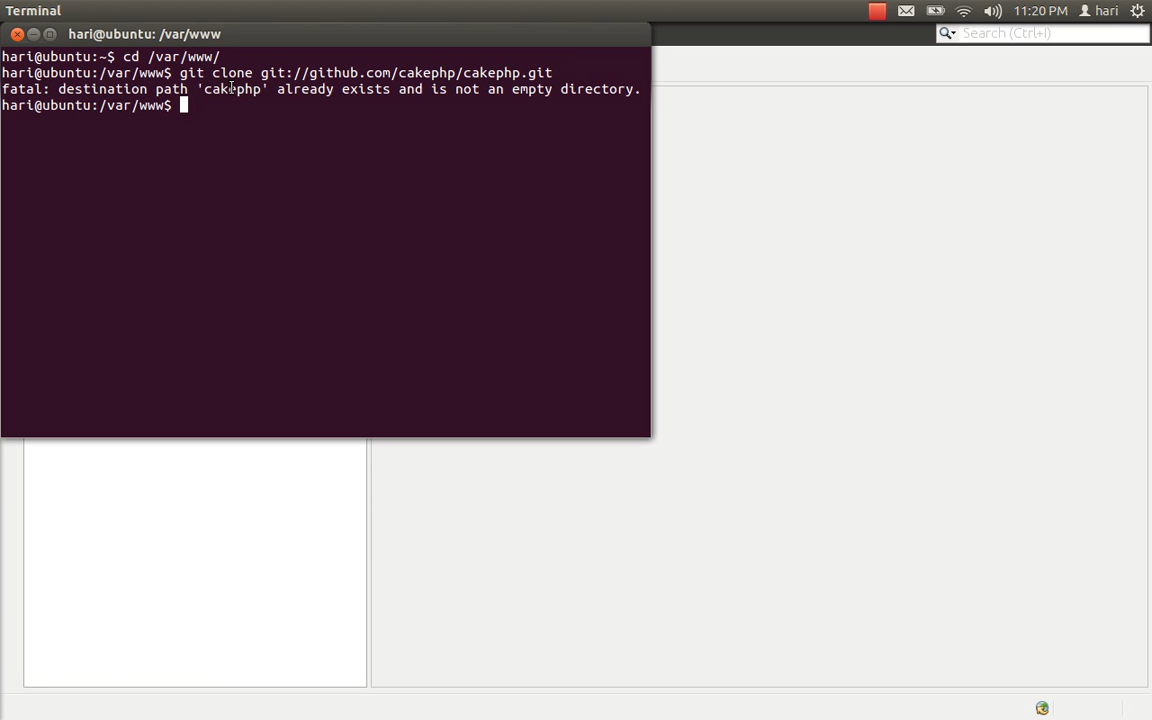 Terminal
11:20 PM hari
hari@ubuntu: /var/www
Search (Ctrl+I)
hari@ubuntu:~$ cd /var/www/
hari@ubuntu:/var/www$ git clone git://github.com/cakephp/cakephp.git
fatal: destination path 'cakephp' already exists and is not an empty directory.
hari@ubuntu:/var/www$